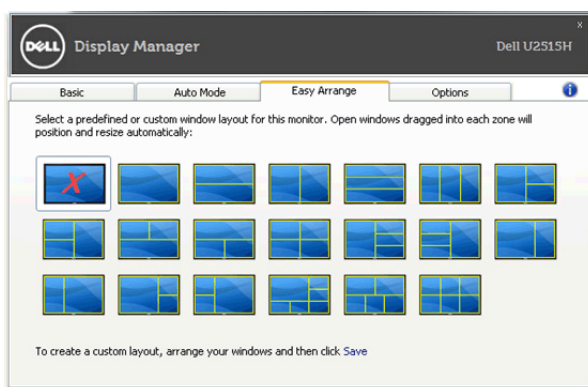 DELL Display Manager
x
Dell U2515H
Basic Auto Mode Easy Arrange Options i
Select a predefined or custom window layout for this monitor. Open windows dragged into each zone will
position and resize automatically:
X
To create a custom layout, arrange your windows and then click Save